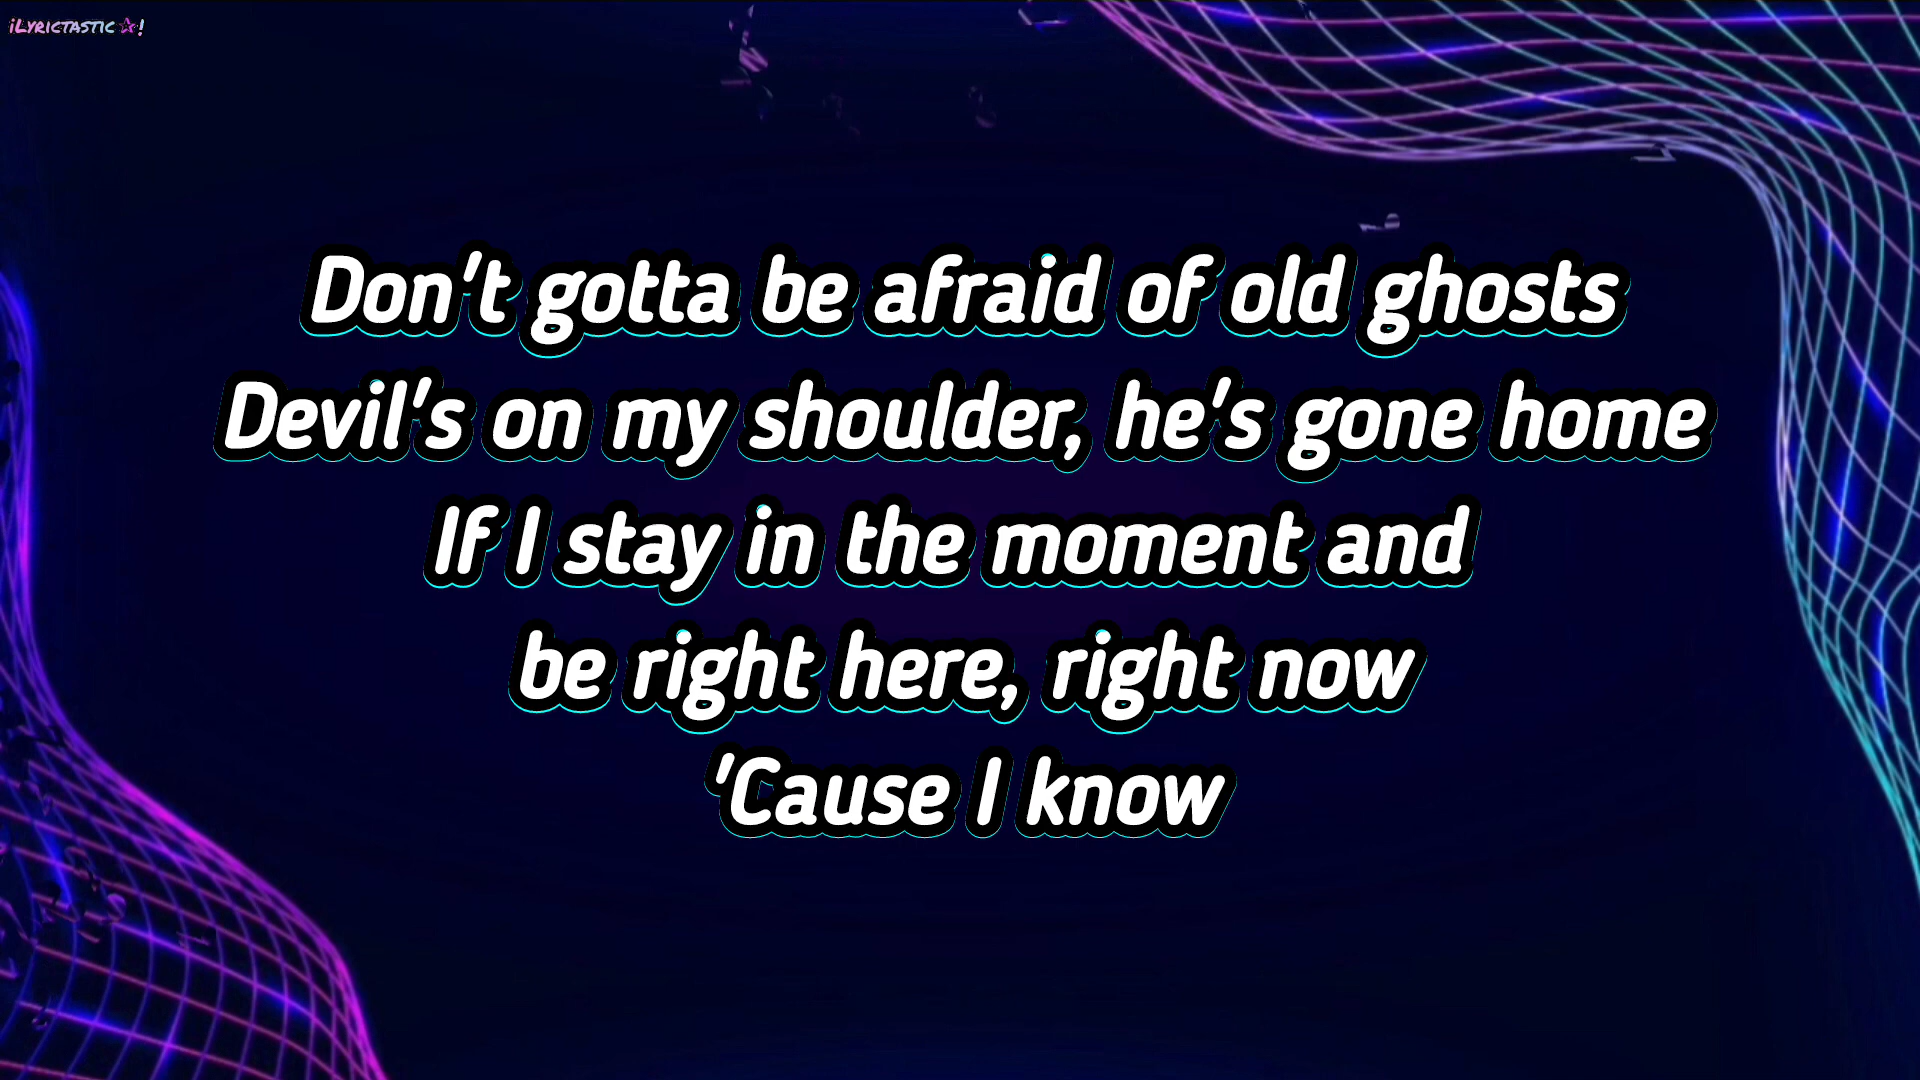 iLyrictastic☆!
Don't gotta be afraid of old ghosts
Devil's on my shoulder, he's gone home
If I stay in the moment and
be right here, right now
'Cause I know